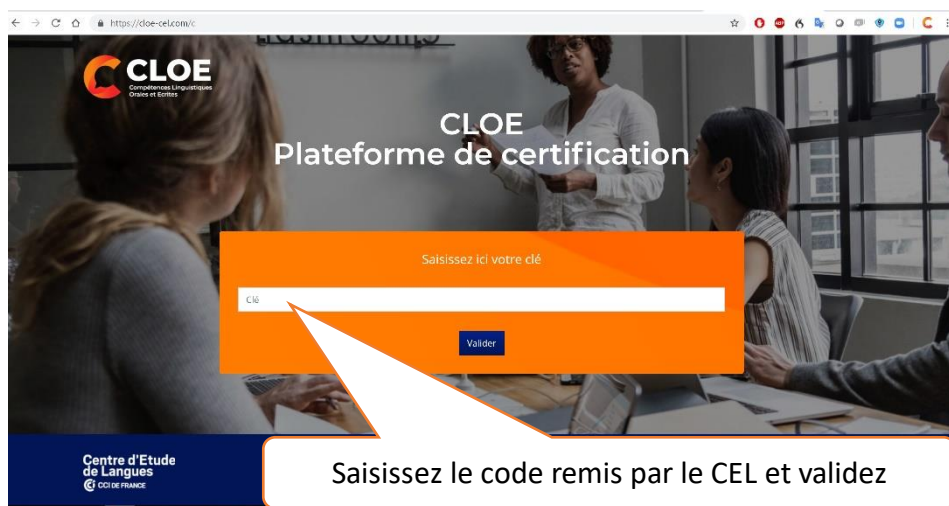 https://cloe-cel.com/c
CLOE
Compétences Linguistiques
Orales et Ecrites
CLOE
Plateforme de certification
Saisissez ici votre clé
Clé
Valider
Centre d'Etude
de Langues
CCI DE FRANCE
Saisissez le code remis par le CEL et validez